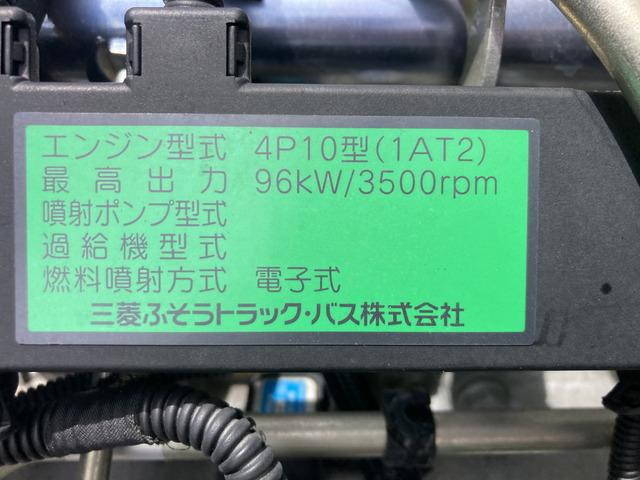 エンジン型式 4P10型(1AT2)
最高出力 96kW/3500rpm
噴射ポンプ型式
過給機型式
燃料噴射方式 電子式
三菱ふそうトラック・バス株式会社